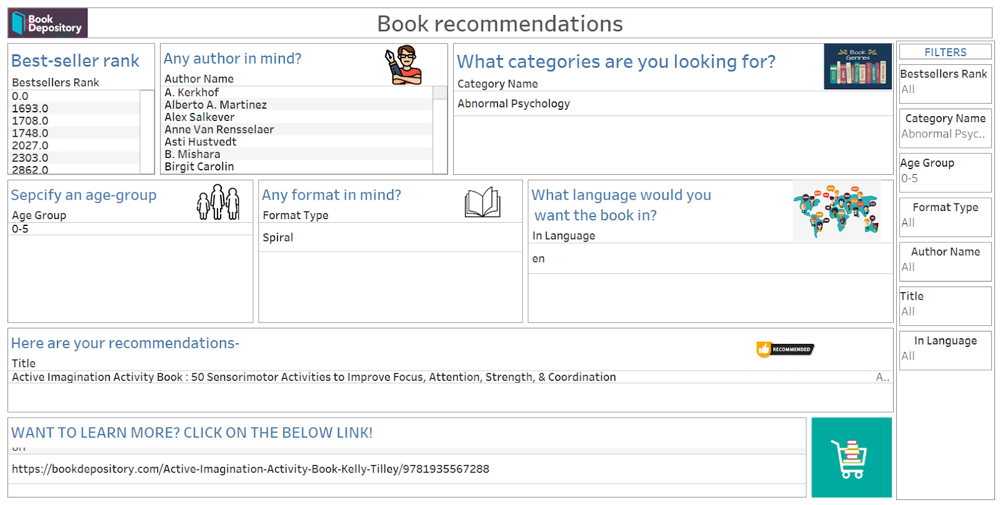 Book
Depository
Book recommendations
Best-seller rank
Bestsellers Rank
0.0
1693.0
1708.0
1748.0
2027.0
2303.0
2862.0
Any author in mind?
Author Name
A. Kerkhof
Alberto A. Martinez
Alex Salkever
Anne Van Rensselaer
Asti Hustvedt
B. Mishara
Birgit Carolin
What categories are you looking for?
Category Name
Abnormal Psychology
Book
Genres
FILTERS
Bestsellers Rank
All
Category Name
Abnormal Psyc..
Age Group
0-5
Format Type
All
Author Name
All
Title
All
In Language
All
Sepcify an age-group
Age Group
0-5
Any format in mind?
Format Type
Spiral
What language would you
want the book in?
In Language
en
Here are your recommendations-
RECOMMENDED
Title
Active Imagination Activity Book : 50 Sensorimotor Activities to Improve Focus, Attention, Strength, & Coordination A..
WANT TO LEARN MORE? CLICK ON THE BELOW LINK!
https://bookdepository.com/Active-Imagination-Activity-Book-Kelly-Tilley/9781935567288